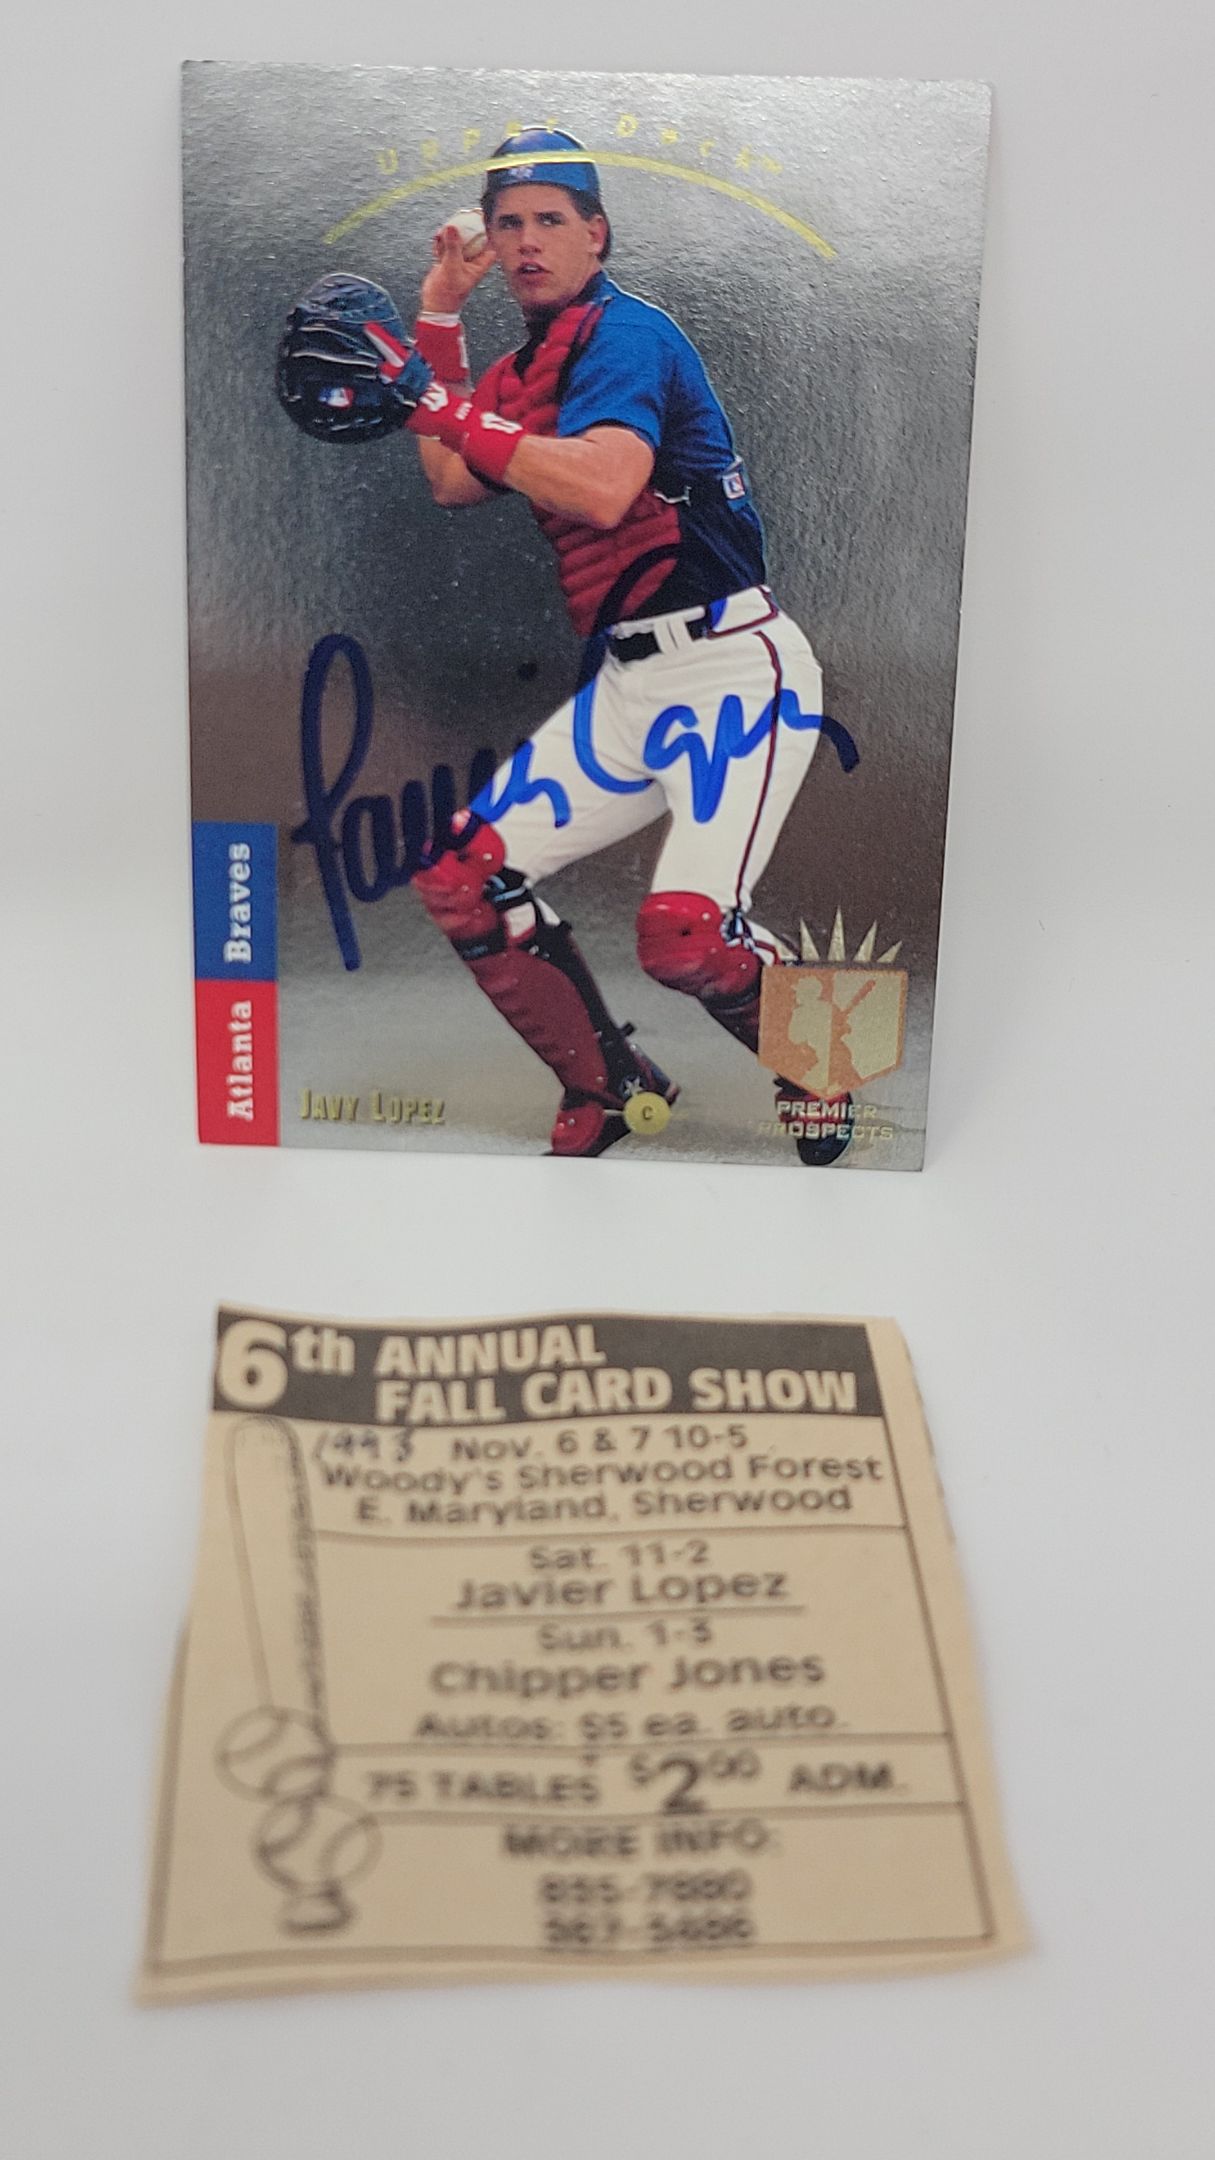 Upper Deck
Javier Lopez
Braves
Atlanta
JAVY LOPEZ
C
PREMIER
PROSPECTS
6th ANNUAL
FALL CARD SHOW
1993 Nov. 6 & 7 10-5
Woody's Sherwood Forest
E. Maryland, Sherwood
Sat. 11-2
Javier Lopez
Sun. 1-3
Chipper Jones
Autos: $5 ea. auto.
75 TABLES $2.00 ADM.
MORE INFO: